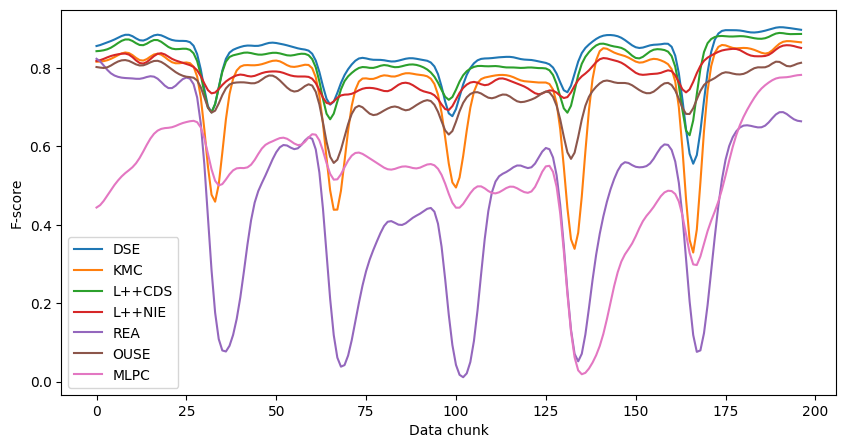 F-score
0.8
0.6
0.4
0.2
0.0
DSE
KMC
L++CDS
L++NIE
REA
OUSE
MLPC
0 25 50 75 100 125 150 175 200
Data chunk